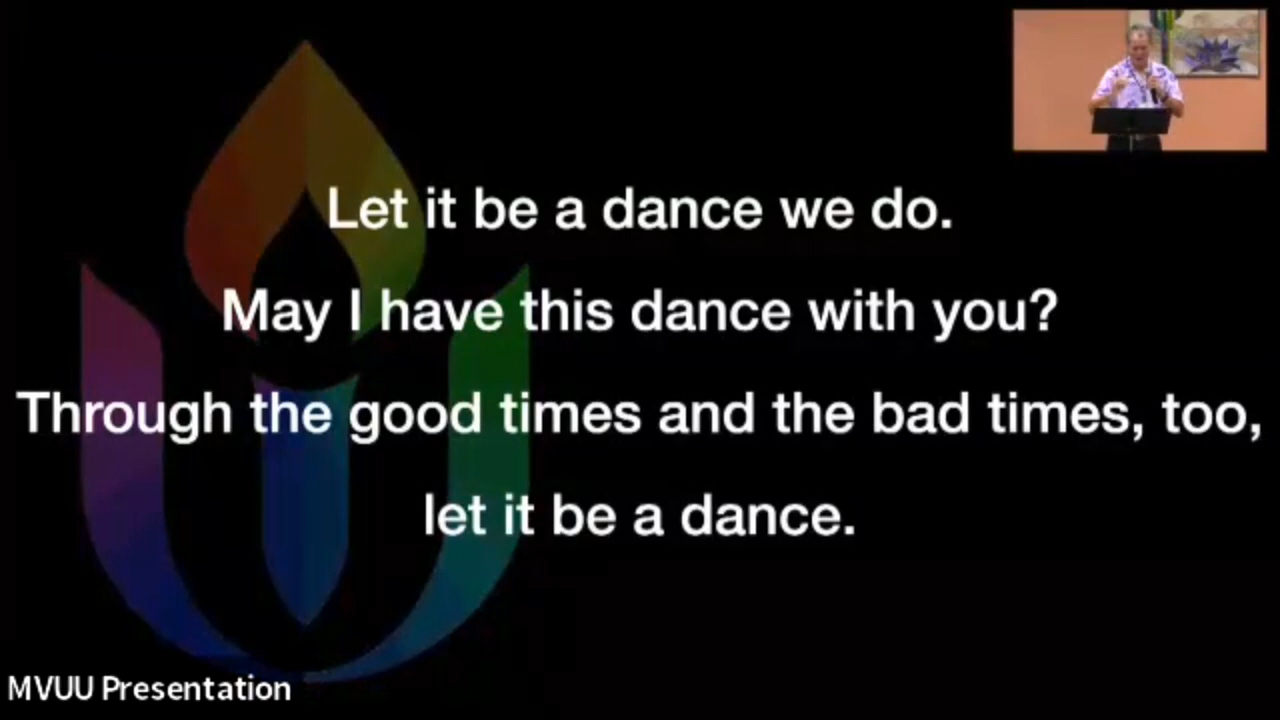 Let it be a dance we do.
May I have this dance with you?
Through the good times and the bad times, too,
let it be a dance.
MVUU Presentation